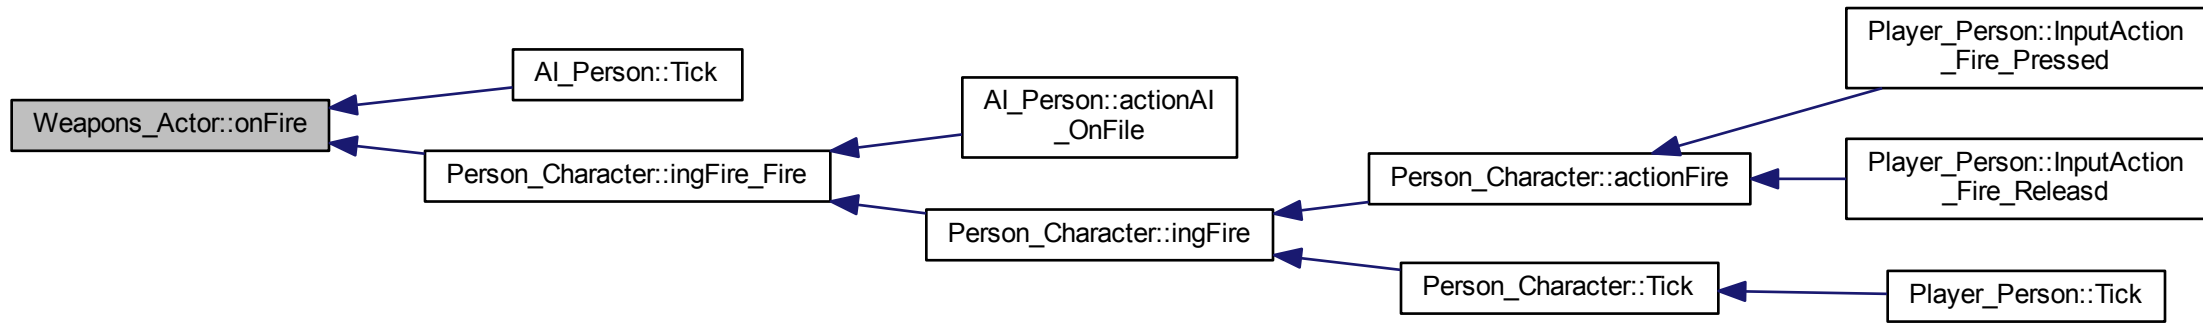 Weapons_Actor::onFire
AI_Person::Tick
Person_Character::ingFire_Fire
AI_Person::actionAI
_OnFile
Person_Character::ingFire
Person_Character::actionFire
Person_Character::Tick
Player_Person::InputAction
_Fire_Pressed
Player_Person::InputAction
_Fire_Releasd
Player_Person::Tick